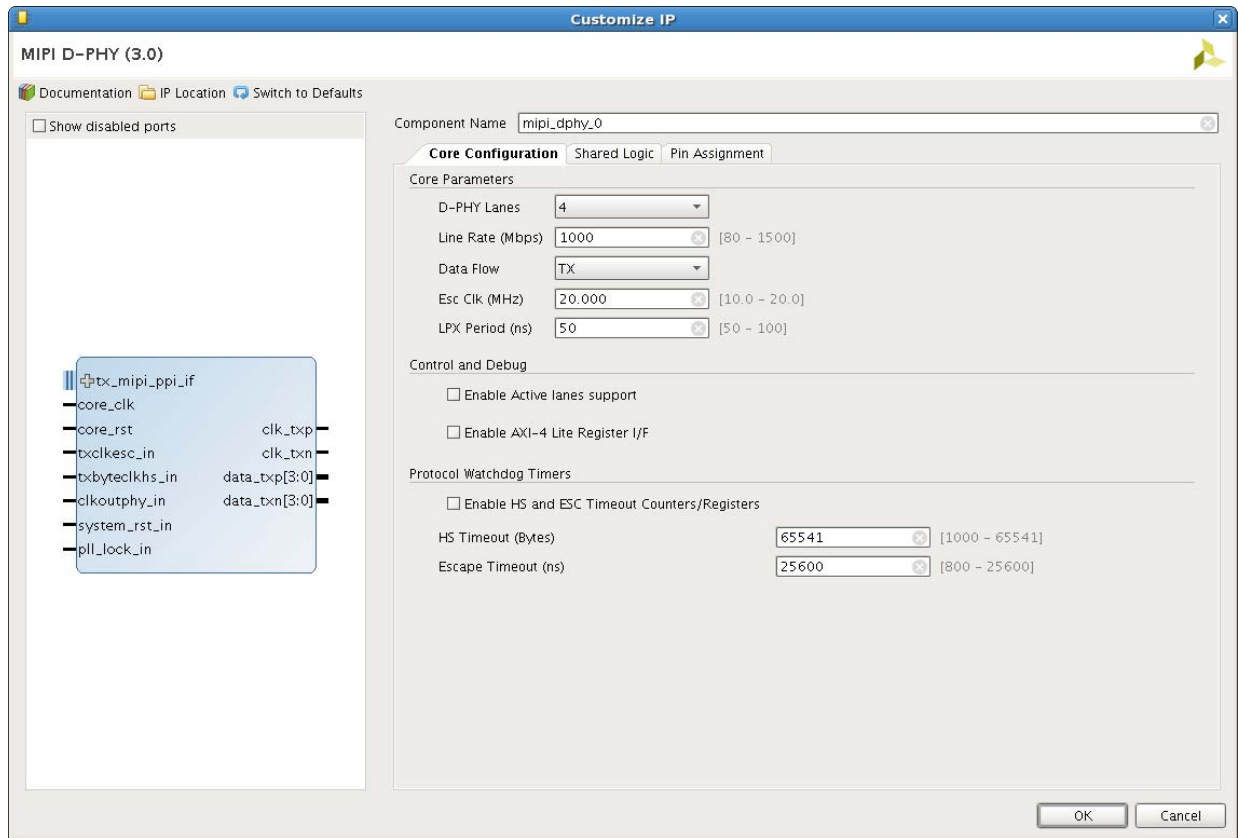 Customize IP
MIPI D-PHY (3.0)
Documentation IP Location Switch to Defaults
Show disabled ports
Component Name mipi_dphy_0
Core Configuration Shared Logic Pin Assignment
Core Parameters
D-PHY Lanes 4
Line Rate (Mbps) 1000 [80 - 1500]
Data Flow TX
Esc Clk (MHz) 20.000 [10.0 - 20.0]
LPX Period (ns) 50 [50 - 100]
Control and Debug
Enable Active lanes support
Enable AXI-4 Lite Register I/F
Protocol Watchdog Timers
Enable HS and ESC Timeout Counters/Registers
HS Timeout (Bytes) 65541 [1000 - 65541]
Escape Timeout (ns) 25600 [800 - 25600]
tx_mipi_ppi_if
core_clk
core_rst clk_txp
txclkesc_in clk_txn
txbyteclkhs_in data_txp[3:0]
clkoutphy_in data_txn[3:0]
system_rst_in
pll_lock_in
OK Cancel